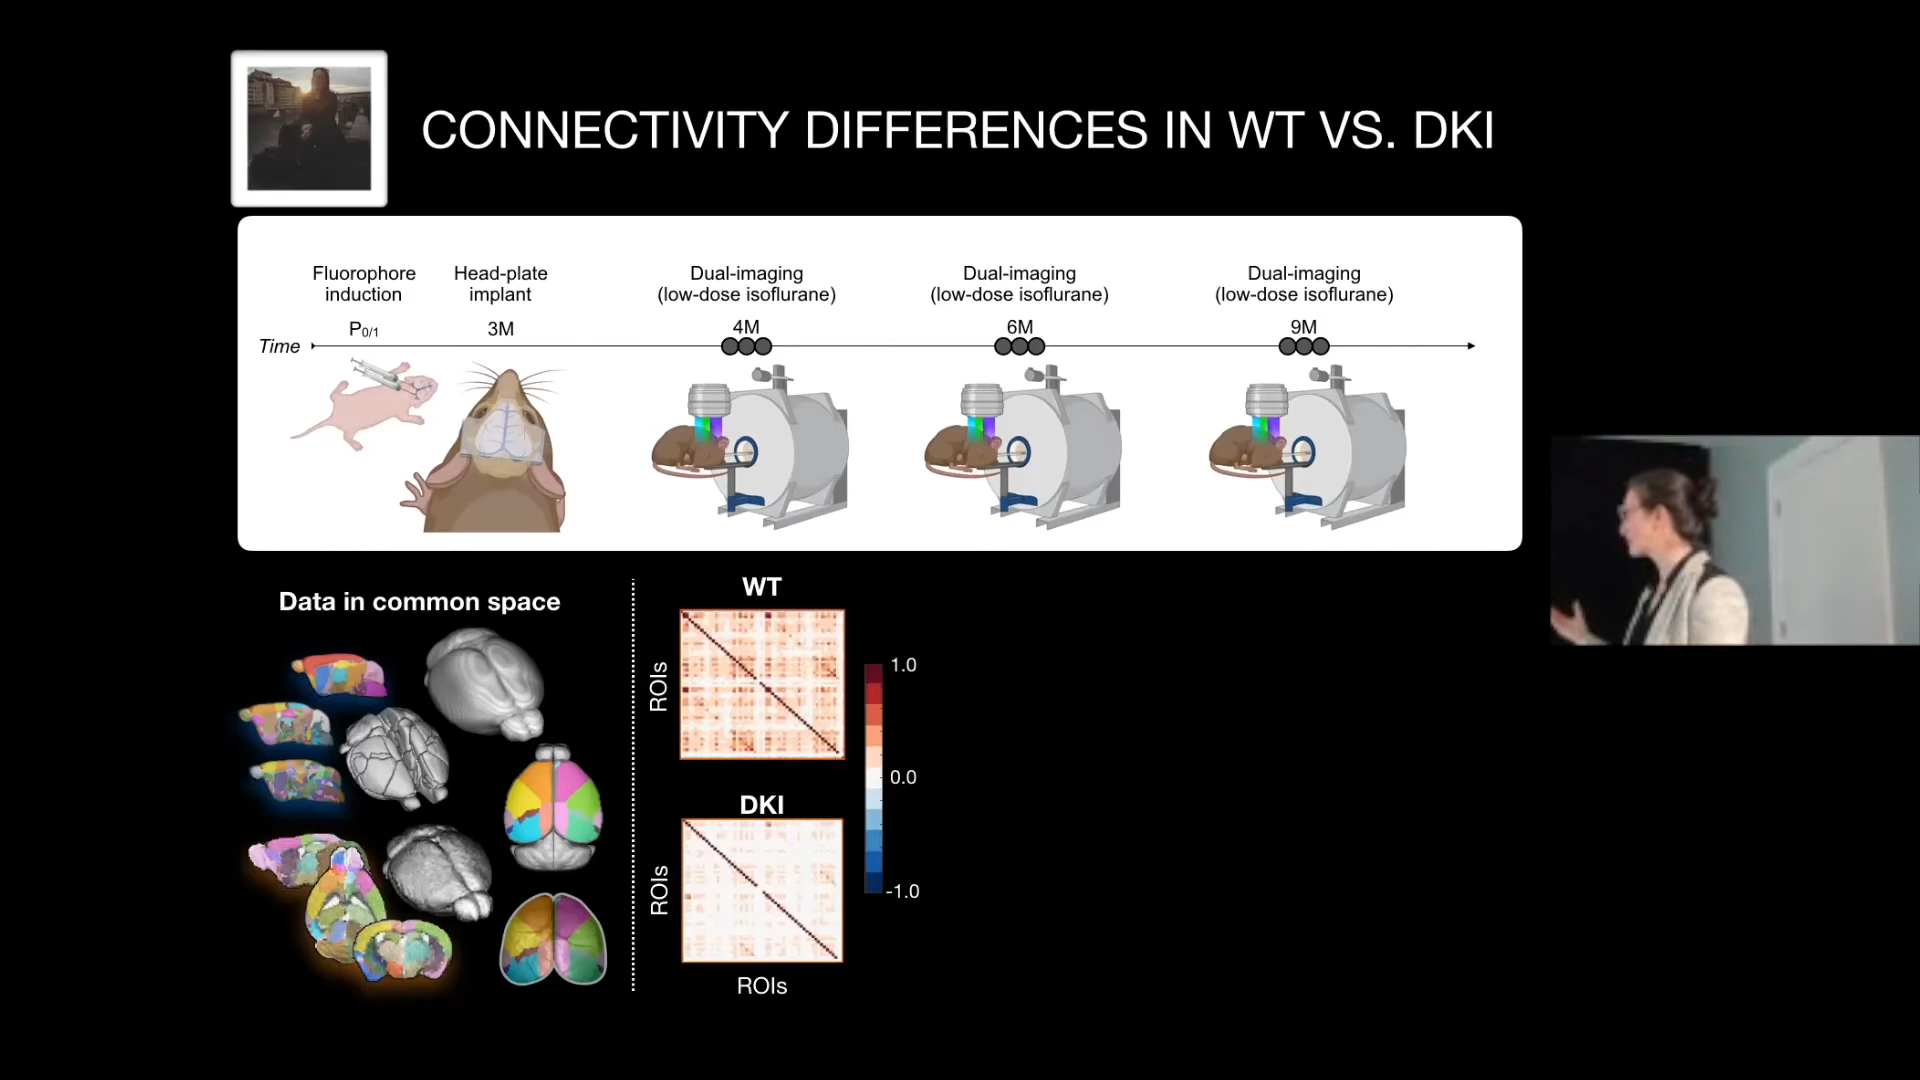 CONNECTIVITY DIFFERENCES IN WT VS. DKI
Fluorophore
induction
Head-plate
implant
Dual-imaging
(low-dose isoflurane)
Dual-imaging
(low-dose isoflurane)
Dual-imaging
(low-dose isoflurane)
P0/1
3M
4M
6M
9M
Time
Data in common space
WT
ROIs
1.0
0.0
-1.0
DKI
ROIs
ROIs